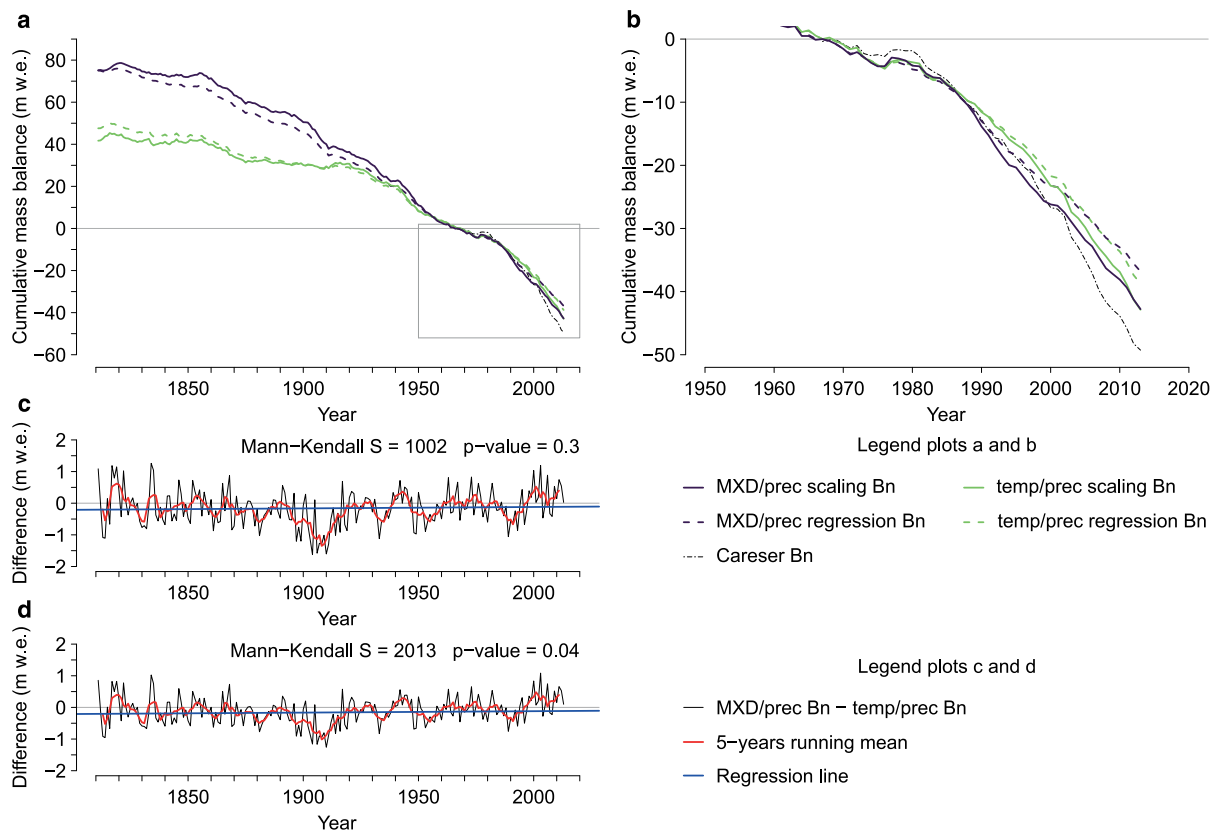 a
Cumulative mass balance (m w.e.)
80
60
40
20
0
−20
−40
−60
1850
1900
1950
2000
Year
b
Cumulative mass balance (m w.e.)
0
−10
−20
−30
−40
−50
1950
1960
1970
1980
1990
2000
2010
2020
Year
c
Mann−Kendall S = 1002 p−value = 0.3
Difference (m w.e.)
2
1
0
−1
−2
1850
1900
1950
2000
Year
Legend plots a and b
MXD/prec scaling Bn
temp/prec scaling Bn
MXD/prec regression Bn
temp/prec regression Bn
Careser Bn
d
Mann−Kendall S = 2013 p−value = 0.04
Difference (m w.e.)
2
1
0
−1
−2
1850
1900
1950
2000
Year
Legend plots c and d
MXD/prec Bn − temp/prec Bn
5−years running mean
Regression line